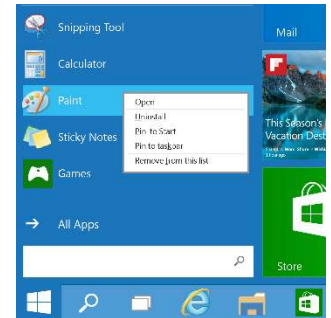 Snipping Tool
Calculator
Paint
Sticky Notes
Games
All Apps
Open
Uninstall
Pin to Start
Pin to taskbar
Remove from this list
Mail
This Season's
Vacation Dest
Store